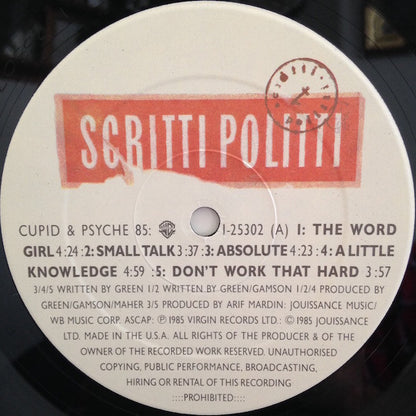 SCRITTI POLITTI
CUPID & PSYCHE 85: 1-25302 (A) 1: THE WORD
GIRL 4:24 2: SMALL TALK 3:37 :3: ABSOLUTE 4:23 : 4: A LITTLE
KNOWLEDGE 4:59 :5: DON'T WORK THAT HARD 3:57
3/4/5 WRITTEN BY GREEN 1/2 WRITTEN BY GREEN/GAMSON 1/2/4 PRODUCED BY
GREEN/GAMSON/MAHER 3/5 PRODUCED BY ARIF MARDIN: JOUISSANCE MUSIC/
WB MUSIC CORP. ASCAP: ℗ 1985 VIRGIN RECORDS LTD.: © 1985 JOUISSANCE
LTD. MADE IN THE U.S.A. ALL RIGHTS OF THE PRODUCER & OF THE
OWNER OF THE RECORDED WORK RESERVED. UNAUTHORISED
COPYING, PUBLIC PERFORMANCE, BROADCASTING,
HIRING OR RENTAL OF THIS RECORDING
::::PROHIBITED::::